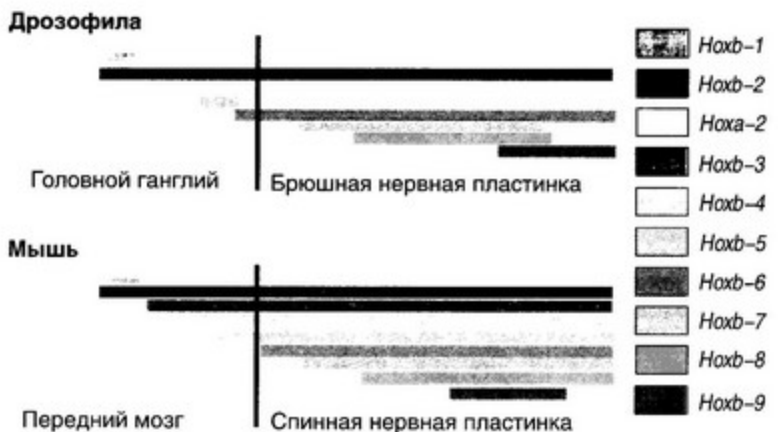 Дрозофила
Головной ганглий
Брюшная нервная пластинка
Мышь
Передний мозг
Спинная нервная пластинка
Hoxb-1
Hoxb-2
Hoxa-2
Hoxb-3
Hoxb-4
Hoxb-5
Hoxb-6
Hoxb-7
Hoxb-8
Hoxb-9